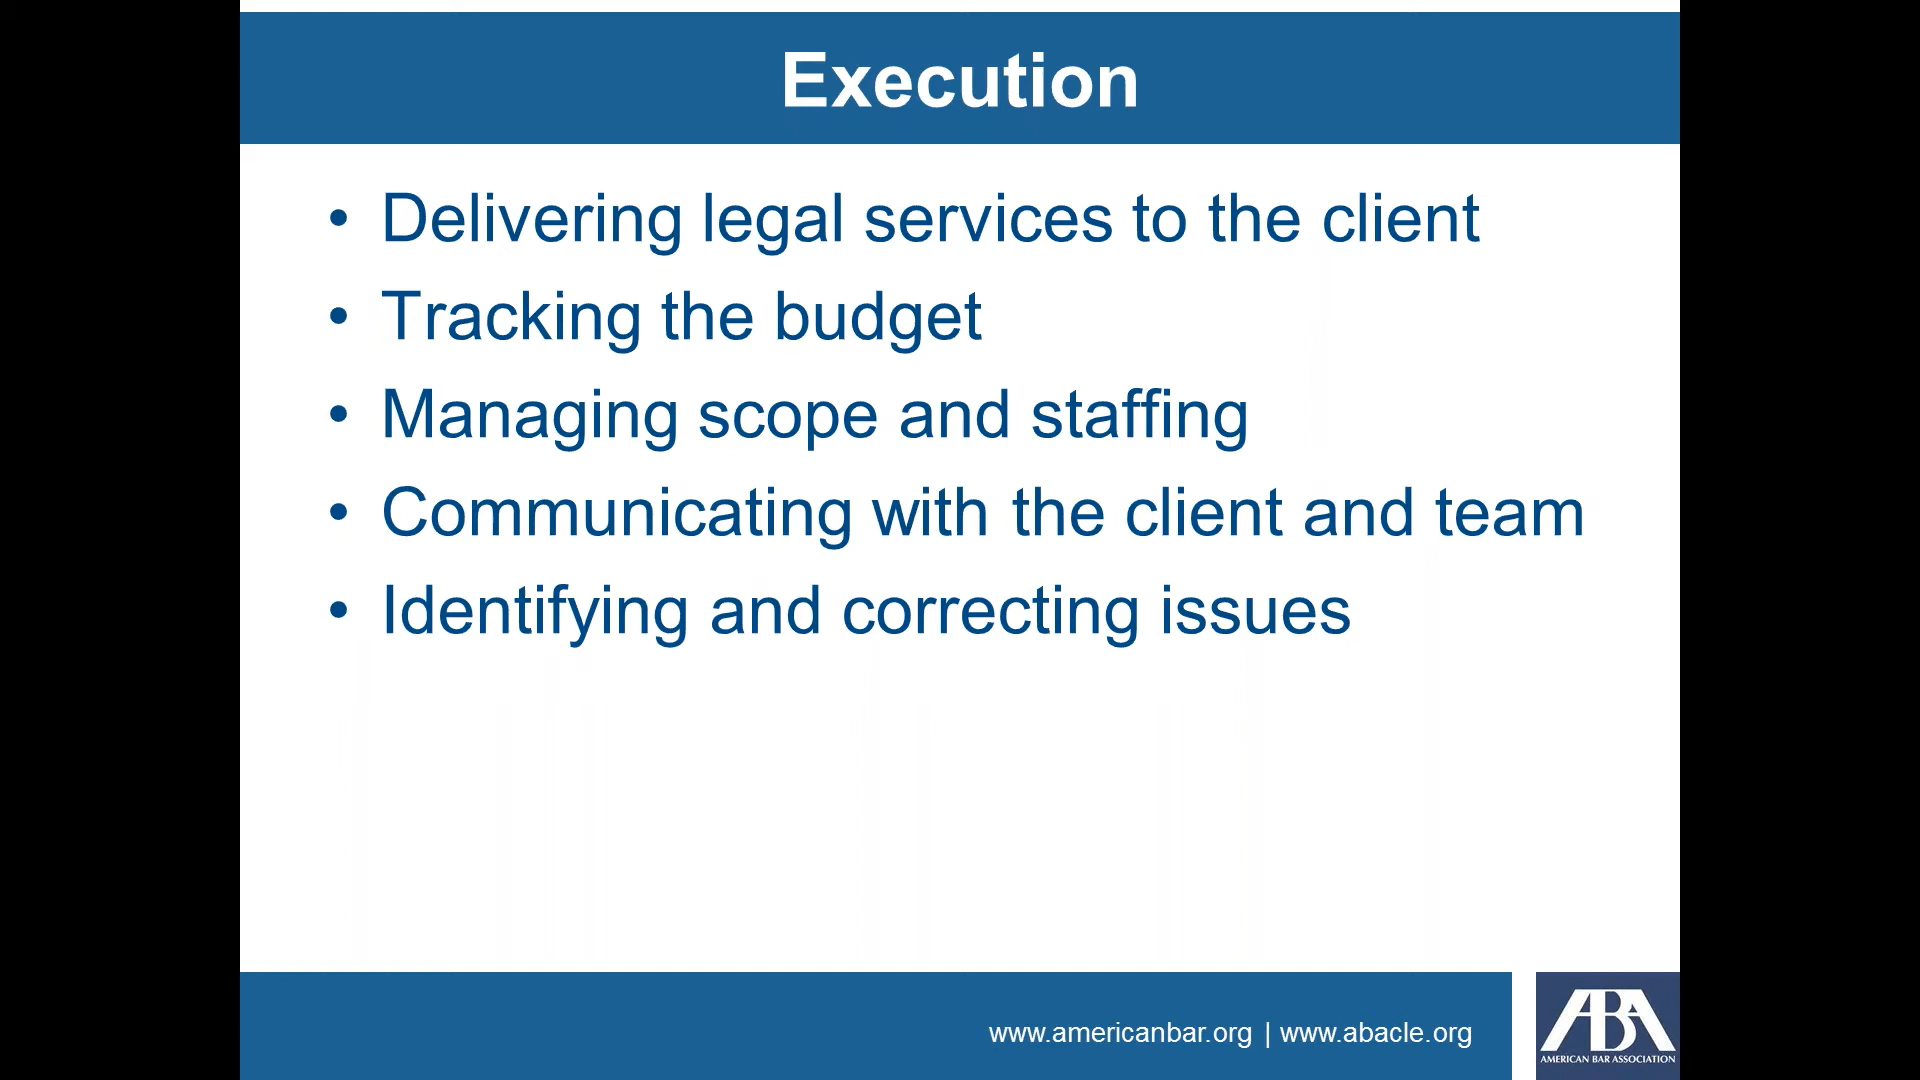 Execution
• Delivering legal services to the client
• Tracking the budget
• Managing scope and staffing
• Communicating with the client and team
• Identifying and correcting issues
www.americanbar.org | www.abacle.org
ABA
AMERICAN BAR ASSOCIATION